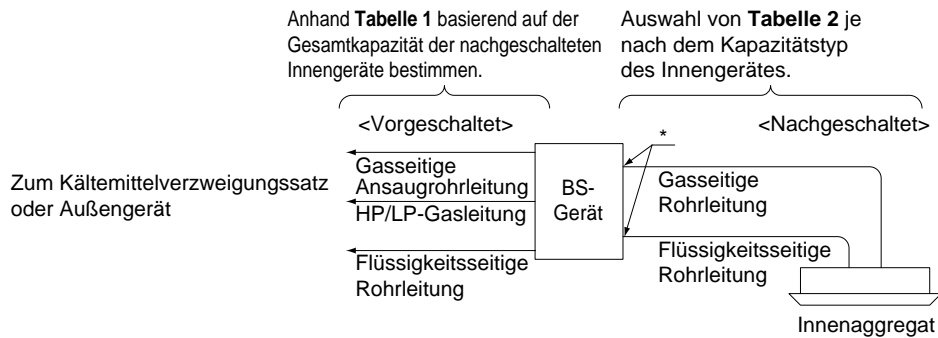 Anhand Tabelle 1 basierend auf der
Gesamtkapazität der nachgeschalteten
Innengeräte bestimmen.
Auswahl von Tabelle 2 je
nach dem Kapazitätstyp
des Innengerätes.
<Vorgeschaltet>
*
<Nachgeschaltet>
Zum Kältemittelverzweigungssatz
oder Außengerät
Gasseitige
Ansaugrohrleitung
HP/LP-Gasleitung
Flüssigkeitsseitige
Rohrleitung
BS-
Gerät
Gasseitige
Rohrleitung
Flüssigkeitsseitige
Rohrleitung
Innenaggregat